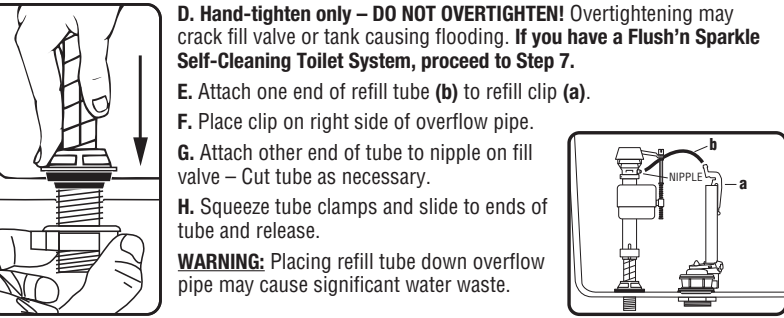 D. Hand-tighten only – DO NOT OVERTIGHTEN! Overtightening may
crack fill valve or tank causing flooding. If you have a Flush'n Sparkle
Self-Cleaning Toilet System, proceed to Step 7.
E. Attach one end of refill tube (b) to refill clip (a).
F. Place clip on right side of overflow pipe.
G. Attach other end of tube to nipple on fill
valve – Cut tube as necessary.
H. Squeeze tube clamps and slide to ends of
tube and release.
WARNING: Placing refill tube down overflow
pipe may cause significant water waste.
b
NIPPLE
a